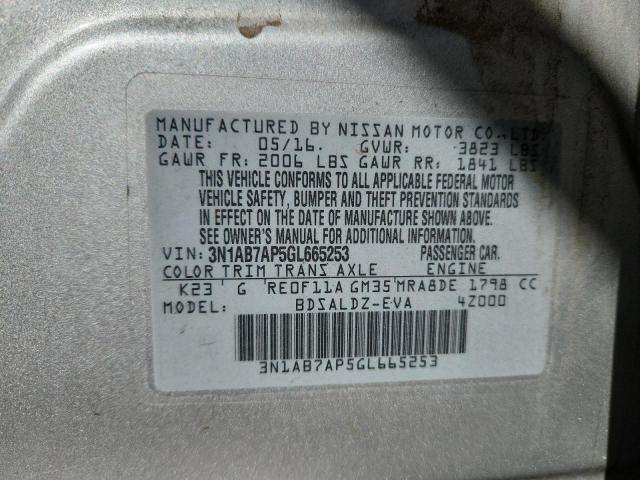 MANUFACTURED BY NISSAN MOTOR CO., LTD.
DATE: 05/16. GVWR: 3823 LBS
GAWR FR: 2006 LBS GAWR RR: 1841 LBS
THIS VEHICLE CONFORMS TO ALL APPLICABLE FEDERAL MOTOR
VEHICLE SAFETY, BUMPER AND THEFT PREVENTION STANDARDS
IN EFFECT ON THE DATE OF MANUFACTURE SHOWN ABOVE.
SEE OWNER'S MANUAL FOR ADDITIONAL INFORMATION.
VIN: 3N1AB7AP5GL665253 PASSENGER CAR.
COLOR TRIM TRANS AXLE ENGINE
K23 G RE0F11A GM35 MRA8DE 1798 CC
MODEL: BDSALDZ-EVA 4Z000
3N1AB7AP5GL665253